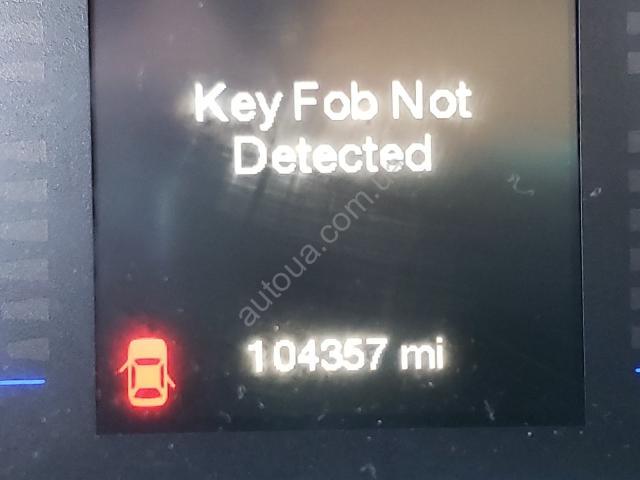 Key Fob Not
Detected
autoua.com.ua
104357 mi